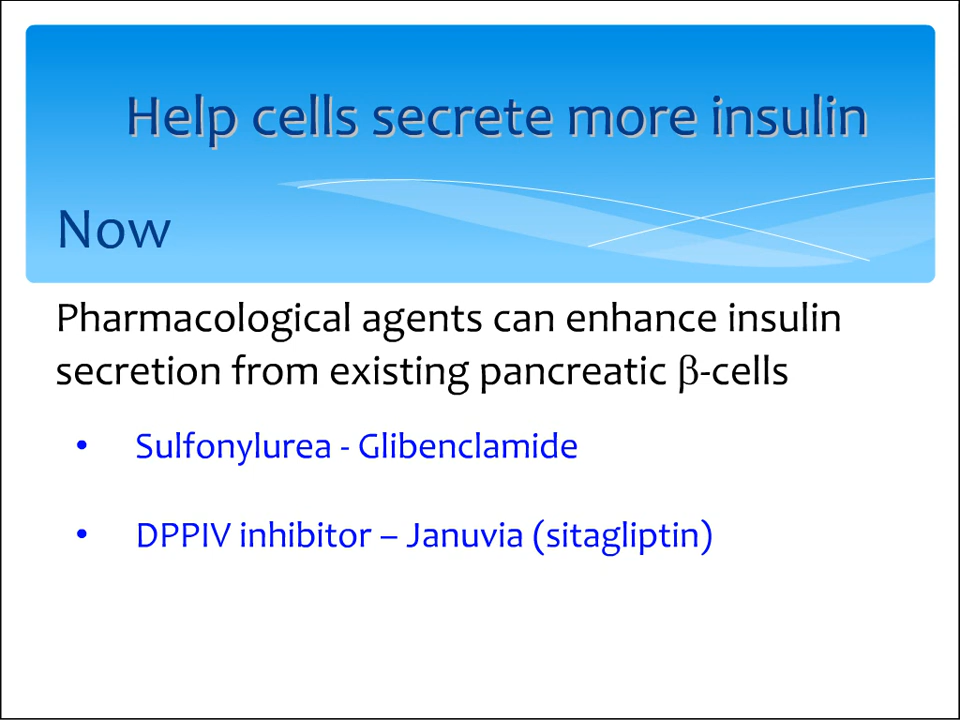 Help cells secrete more insulin
Now
Pharmacological agents can enhance insulin
secretion from existing pancreatic β-cells
• Sulfonylurea - Glibenclamide
• DPPIV inhibitor – Januvia (sitagliptin)